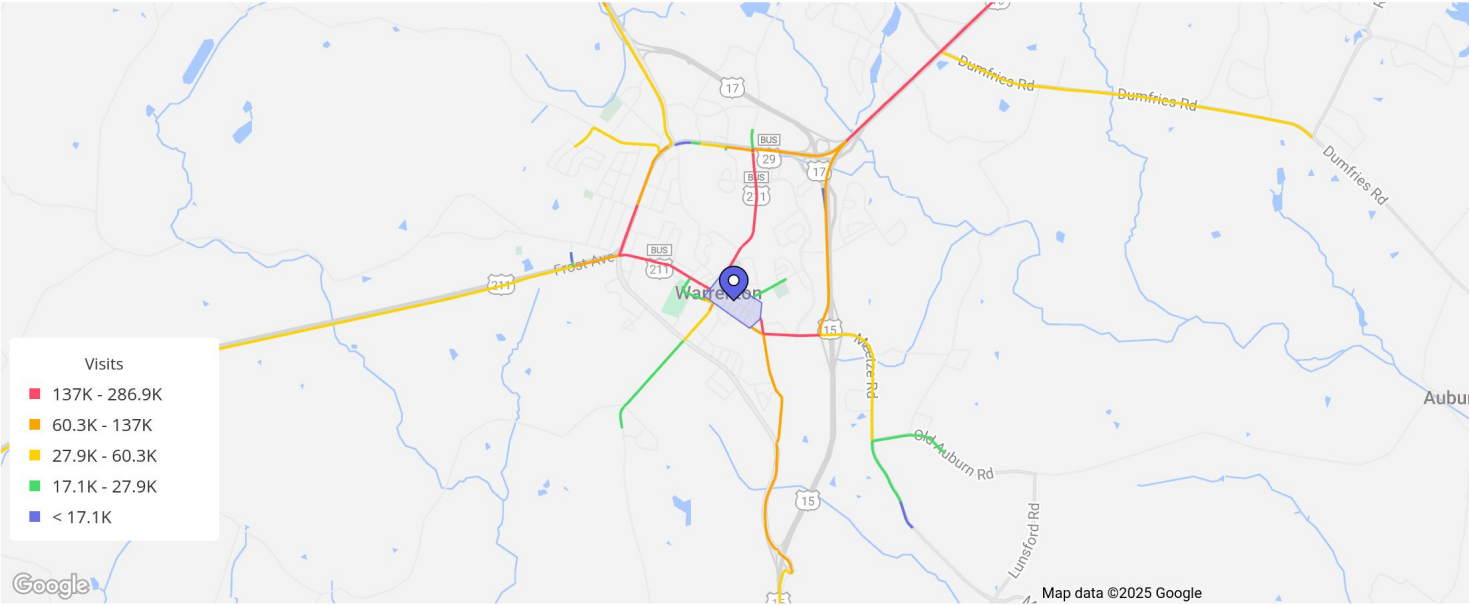 17
Dumfries Rd
Dumfries Rd
BUS
29
17
BUS
211
Dumfries Rd
BUS
211
Frost Ave
211
Warrenton
15
Meetze Rd
Visits
137K - 286.9K
60.3K - 137K
27.9K - 60.3K
17.1K - 27.9K
< 17.1K
Aubu
Old Auburn Rd
15
Lunsford Rd
Google
Map data ©2025 Google